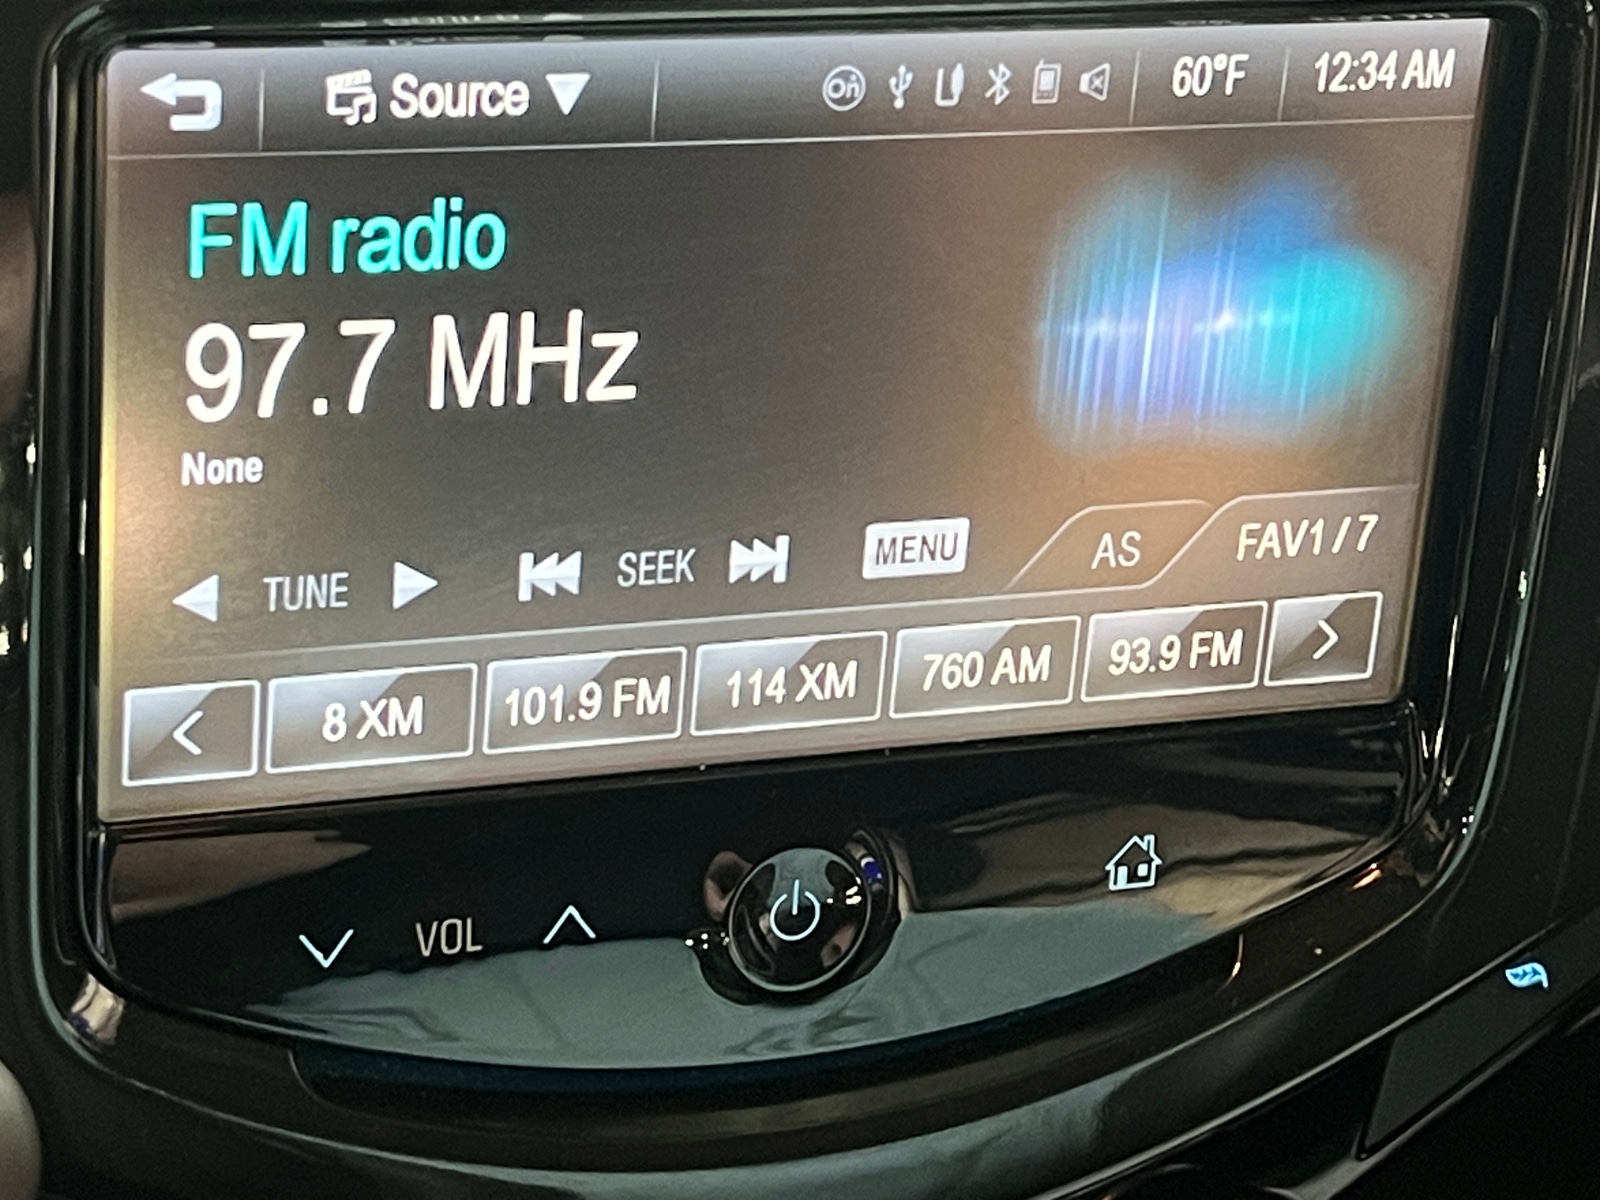 Source On 60°F 12:34 AM
FM radio
97.7 MHz
None
TUNE SEEK MENU AS FAV1/7
8 XM 101.9 FM 114 XM 760 AM 93.9 FM
VOL